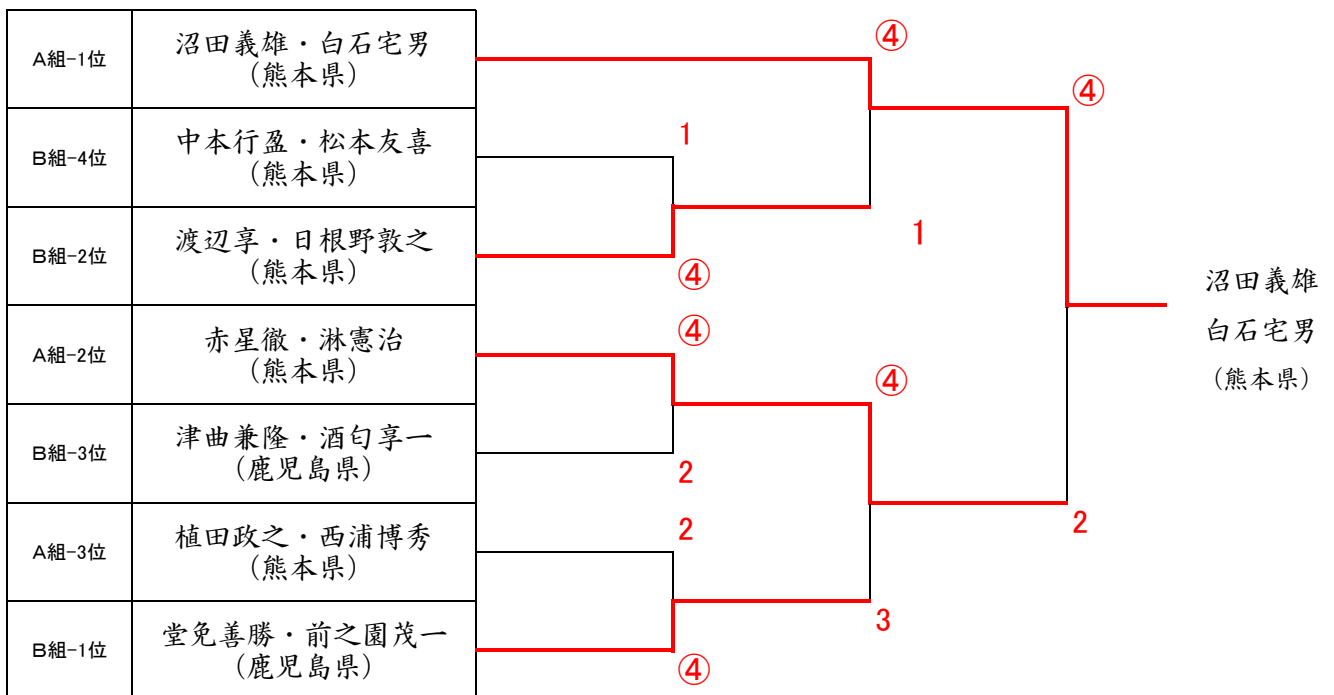 A組-1位
沼田義雄・白石宅男
(熊本県)
B組-4位
中本行盈・松本友喜
(熊本県)
B組-2位
渡辺享・日根野敦之
(熊本県)
A組-2位
赤星徹・淋憲治
(熊本県)
B組-3位
津曲兼隆・酒匂享一
(鹿児島県)
A組-3位
植田政之・西浦博秀
(熊本県)
B組-1位
堂免善勝・前之園茂一
(鹿児島県)
1
④
④
2
2
④
④
1
④
3
④
2
沼田義雄
白石宅男
(熊本県)